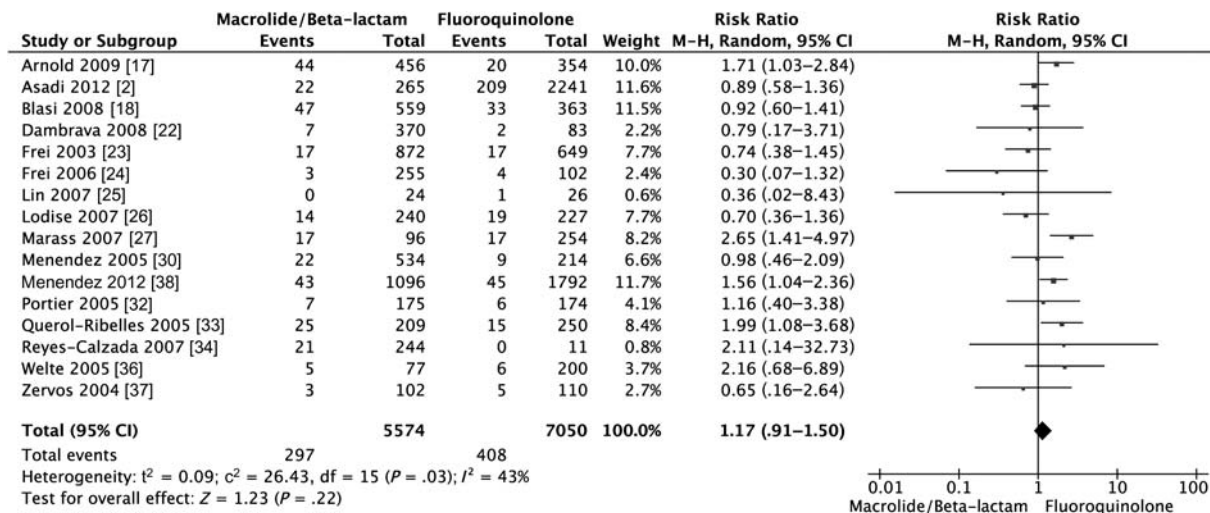 Macrolide/Beta-lactam Fluoroquinolone Risk Ratio Risk Ratio
Study or Subgroup Events Total Events Total Weight M-H, Random, 95% CI M-H, Random, 95% CI
Arnold 2009 [17] 44 456 20 354 10.0% 1.71 (1.03–2.84)
Asadi 2012 [2] 22 265 209 2241 11.6% 0.89 (.58–1.36)
Blasi 2008 [18] 47 559 33 363 11.5% 0.92 (.60–1.41)
Dambrava 2008 [22] 7 370 2 83 2.2% 0.79 (.17–3.71)
Frei 2003 [23] 17 872 17 649 7.7% 0.74 (.38–1.45)
Frei 2006 [24] 3 255 4 102 2.4% 0.30 (.07–1.32)
Lin 2007 [25] 0 24 1 26 0.6% 0.36 (.02–8.43)
Lodise 2007 [26] 14 240 19 227 7.7% 0.70 (.36–1.36)
Marass 2007 [27] 17 96 17 254 8.2% 2.65 (1.41–4.97)
Menendez 2005 [30] 22 534 9 214 6.6% 0.98 (.46–2.09)
Menendez 2012 [38] 43 1096 45 1792 11.7% 1.56 (1.04–2.36)
Portier 2005 [32] 7 175 6 174 4.1% 1.16 (.40–3.38)
Querol-Ribelles 2005 [33] 25 209 15 250 8.4% 1.99 (1.08–3.68)
Reyes-Calzada 2007 [34] 21 244 0 11 0.8% 2.11 (.14–32.73)
Welte 2005 [36] 5 77 6 200 3.7% 2.16 (.68–6.89)
Zervos 2004 [37] 3 102 5 110 2.7% 0.65 (.16–2.64)
Total (95% CI) 5574 7050 100.0% 1.17 (.91–1.50)
Total events 297 408
Heterogeneity: t² = 0.09; c² = 26.43, df = 15 (P = .03); I² = 43%
Test for overall effect: Z = 1.23 (P = .22)
0.01 0.1 1 10 100
Macrolide/Beta-lactam Fluoroquinolone